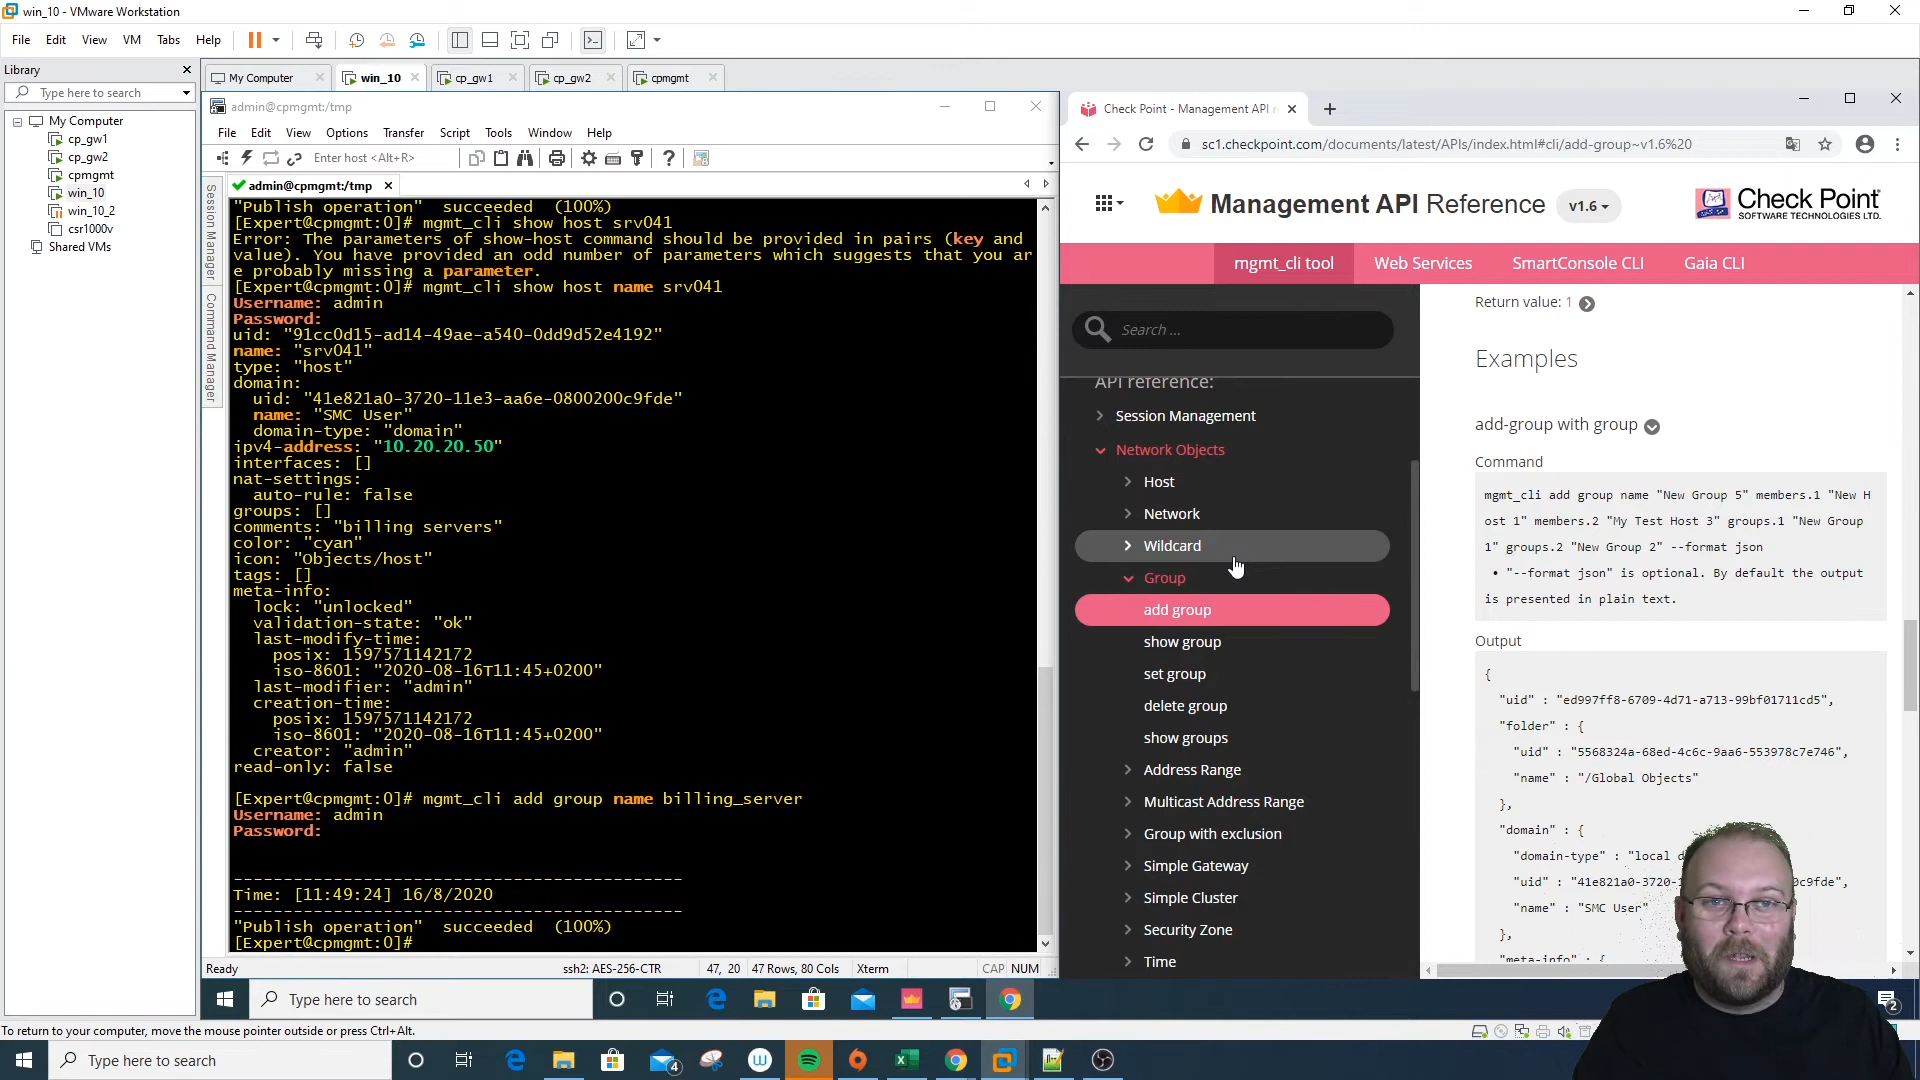 win_10 - VMware Workstation
File Edit View VM Tabs Help
Library
Type here to search
My Computer
cp_gw1
cp_gw2
cpmgmt
win_10
win_10_2
csr1000v
Shared VMs
My Computer win_10 cp_gw1 cp_gw2 cpmgmt
admin@cpmgmt:/tmp
File Edit View Options Transfer Script Tools Window Help
Enter host <Alt+R>
admin@cpmgmt:/tmp
Session Manager
Command Manager
"Publish operation" succeeded (100%)
[Expert@cpmgmt:0]# mgmt_cli show host srv041
Error: The parameters of show-host command should be provided in pairs (key and
value). You have provided an odd number of parameters which suggests that you ar
e probably missing a parameter.
[Expert@cpmgmt:0]# mgmt_cli show host name srv041
Username: admin
Password:
uid: "91cc0d15-ad14-49ae-a540-0dd9d52e4192"
name: "srv041"
type: "host"
domain:
uid: "41e821a0-3720-11e3-aa6e-0800200c9fde"
name: "SMC User"
domain-type: "domain"
ipv4-address: "10.20.20.50"
interfaces: []
nat-settings:
auto-rule: false
groups: []
comments: "billing servers"
color: "cyan"
icon: "Objects/host"
tags: []
meta-info:
lock: "unlocked"
validation-state: "ok"
last-modify-time:
posix: 1597571142172
iso-8601: "2020-08-16T11:45+0200"
last-modifier: "admin"
creation-time:
posix: 1597571142172
iso-8601: "2020-08-16T11:45+0200"
creator: "admin"
read-only: false
[Expert@cpmgmt:0]# mgmt_cli add group name billing_server
Username: admin
Password:
---------------------------------------------
Time: [11:49:24] 16/8/2020
---------------------------------------------
"Publish operation" succeeded (100%)
[Expert@cpmgmt:0]#
Ready ssh2: AES-256-CTR 47, 20 47 Rows, 80 Cols Xterm CAP NUM
Check Point - Management API r
sc1.checkpoint.com/documents/latest/APIs/index.html#cli/add-group~v1.6%20
Management API Reference v1.6
Check Point
SOFTWARE TECHNOLOGIES LTD.
mgmt_cli tool Web Services SmartConsole CLI Gaia CLI
Search ...
API reference:
Session Management
Network Objects
Host
Network
Wildcard
Group
add group
show group
set group
delete group
show groups
Address Range
Multicast Address Range
Group with exclusion
Simple Gateway
Simple Cluster
Security Zone
Time
Return value: 1
Examples
add-group with group
Command
mgmt_cli add group name "New Group 5" members.1 "New H
ost 1" members.2 "My Test Host 3" groups.1 "New Group
1" groups.2 "New Group 2" --format json
• "--format json" is optional. By default the output
is presented in plain text.
Output
{
"uid" : "ed997ff8-6709-4d71-a713-99bf01711cd5",
"folder" : {
"uid" : "5568324a-68ed-4c6c-9aa6-553978c7e746",
"name" : "/Global Objects"
},
"domain" : {
"domain-type" : "local d
"uid" : "41e821a0-3720-1 0c9fde",
"name" : "SMC User"
},
"meta-info" : {
Type here to search
2
To return to your computer, move the mouse pointer outside or press Ctrl+Alt.
Type here to search
4